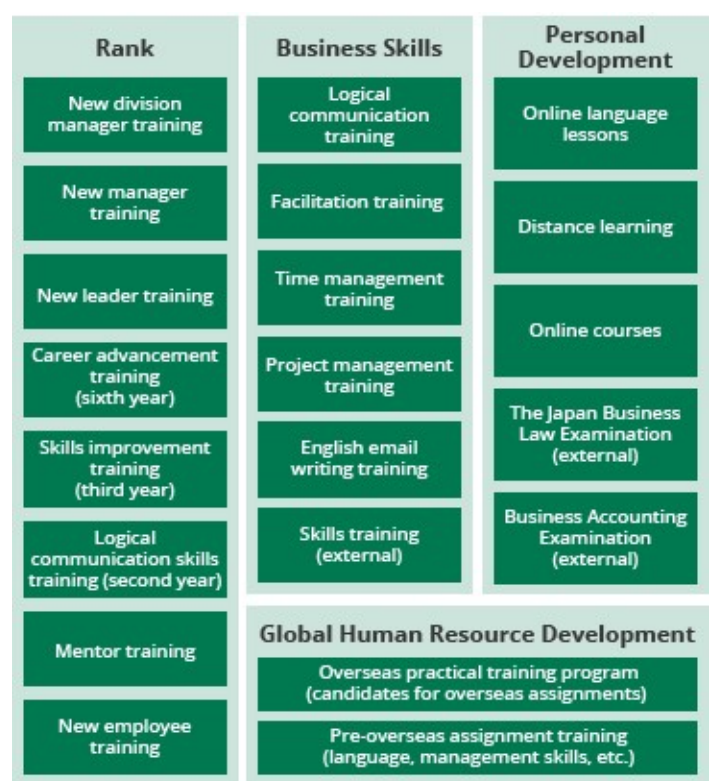 Rank
New division
manager training
New manager
training
New leader training
Career advancement
training
(sixth year)
Skills improvement
training
(third year)
Logical
communication skills
training (second year)
Mentor training
New employee
training
Business Skills
Logical
communication
training
Facilitation training
Time management
training
Project management
training
English email
writing training
Skills training
(external)
Personal
Development
Online language
lessons
Distance learning
Online courses
The Japan Business
Law Examination
(external)
Business Accounting
Examination
(external)
Global Human Resource Development
Overseas practical training program
(candidates for overseas assignments)
Pre-overseas assignment training
(language, management skills, etc.)